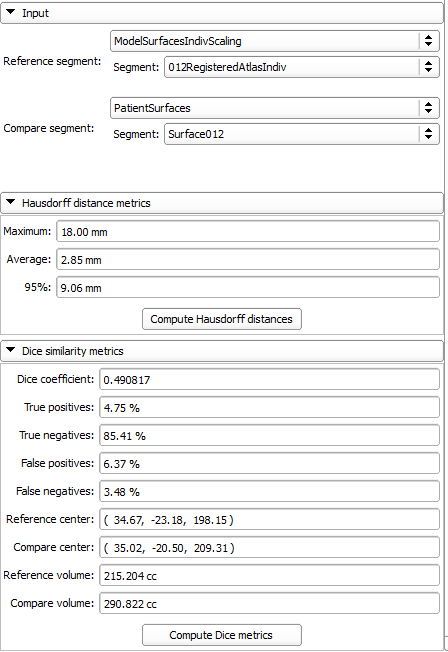 Input
Reference segment:
ModelSurfacesIndivScaling
Segment: 012RegisteredAtlasIndiv
Compare segment:
PatientSurfaces
Segment: Surface012
Hausdorff distance metrics
Maximum: 18.00 mm
Average: 2.85 mm
95%: 9.06 mm
Compute Hausdorff distances
Dice similarity metrics
Dice coefficient: 0.490817
True positives: 4.75 %
True negatives: 85.41 %
False positives: 6.37 %
False negatives: 3.48 %
Reference center: ( 34.67, -23.18, 198.15 )
Compare center: ( 35.02, -20.50, 209.31 )
Reference volume: 215.204 cc
Compare volume: 290.822 cc
Compute Dice metrics